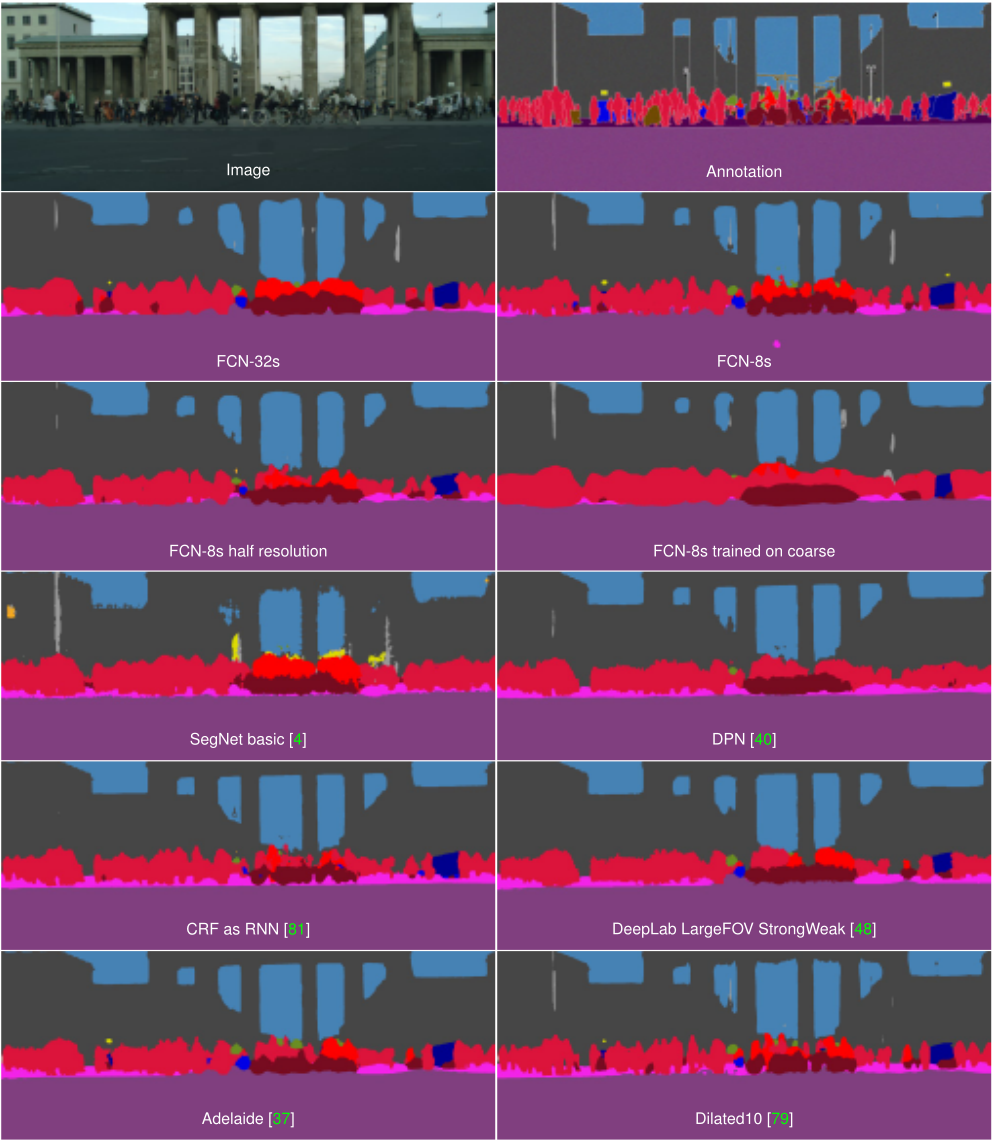 Image
Annotation
FCN-32s
FCN-8s
FCN-8s half resolution
FCN-8s trained on coarse
SegNet basic [4]
DPN [40]
CRF as RNN [81]
DeepLab LargeFOV StrongWeak [48]
Adelaide [37]
Dilated10 [79]